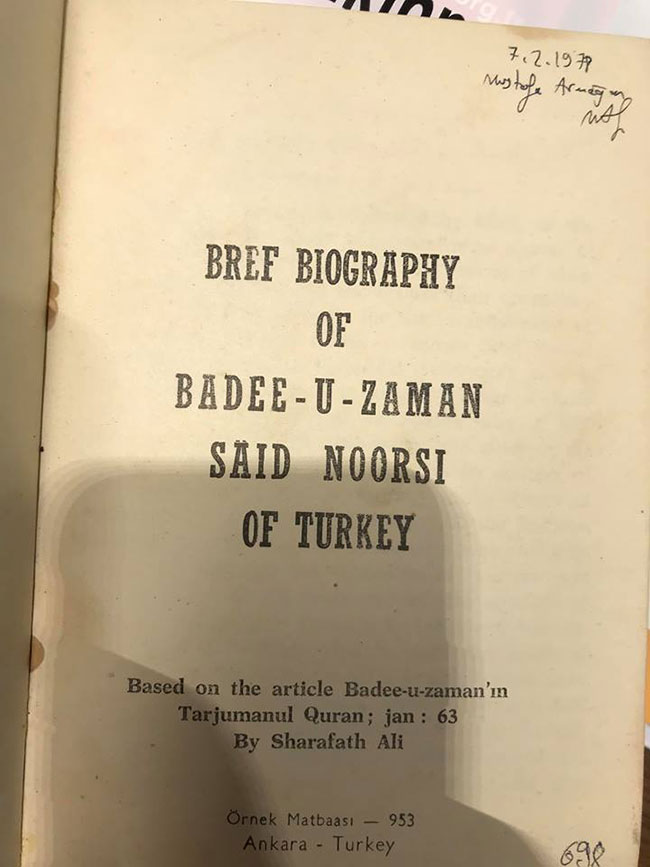 7.2.1979
Mustafa Armağan
BREF BIOGRAPHY
OF
BADEE-U-ZAMAN
SÄID NOORSI
OF TURKEY
Based on the article Badee-u-zaman'ın
Tarjumanul Quran; jan : 63
By Sharafath Ali
Örnek Matbaası — 953
Ankara - Turkey
698